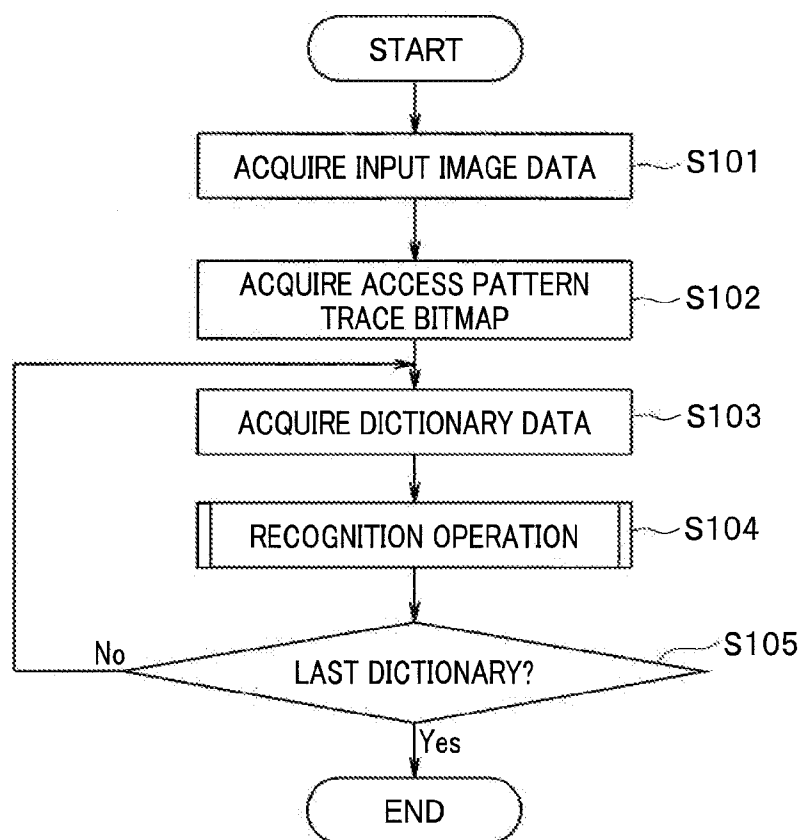 START
ACQUIRE INPUT IMAGE DATA
S101
ACQUIRE ACCESS PATTERN
TRACE BITMAP
S102
ACQUIRE DICTIONARY DATA
S103
RECOGNITION OPERATION
S104
No
LAST DICTIONARY?
S105
Yes
END